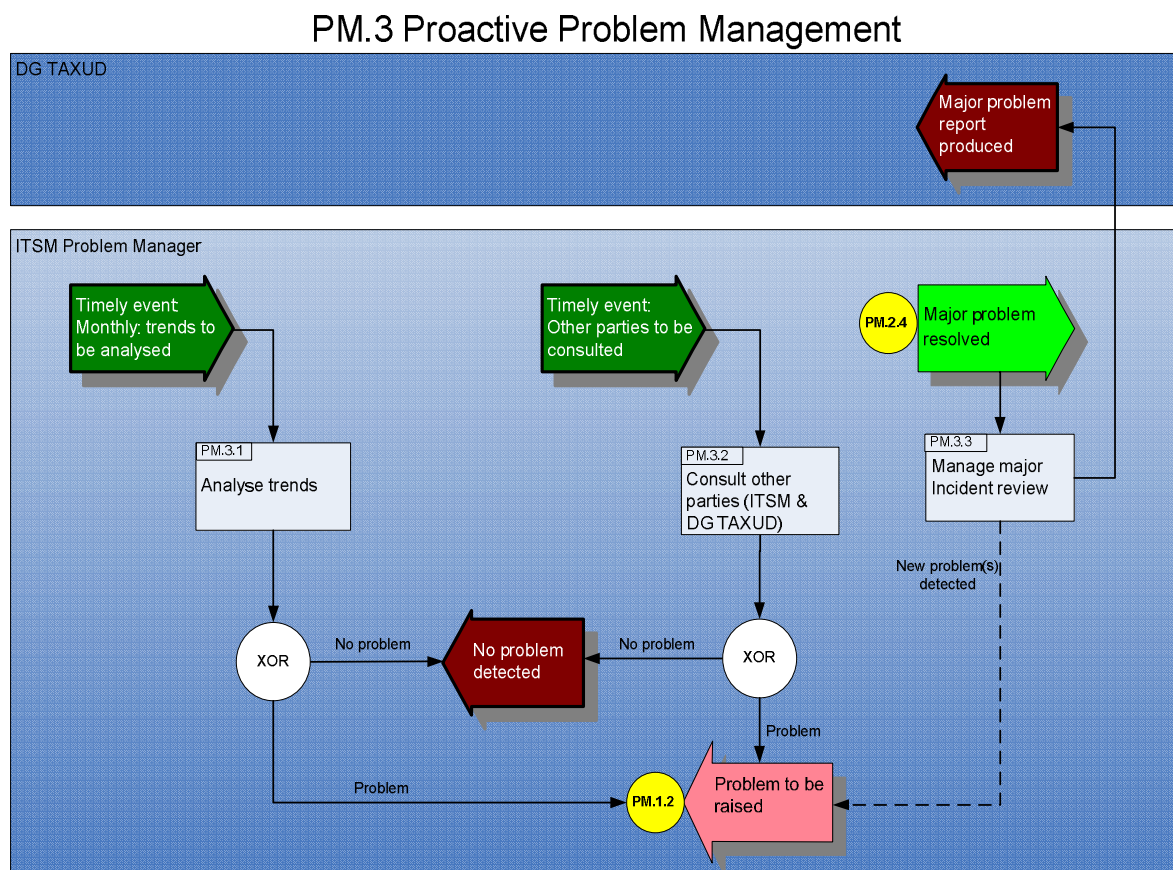 PM.3 Proactive Problem Management
DG TAXUD
Major problem
report
produced
ITSM Problem Manager
Timely event:
Monthly: trends to
be analysed
Timely event:
Other parties to be
consulted
PM.2.4
Major problem
resolved
PM.3.1
Analyse trends
PM.3.2
Consult other
parties (ITSM &
DG TAXUD)
PM.3.3
Manage major
Incident review
New problem(s)
detected
XOR
No problem
No problem
detected
No problem
XOR
Problem
Problem
PM.1.2
Problem to be
raised